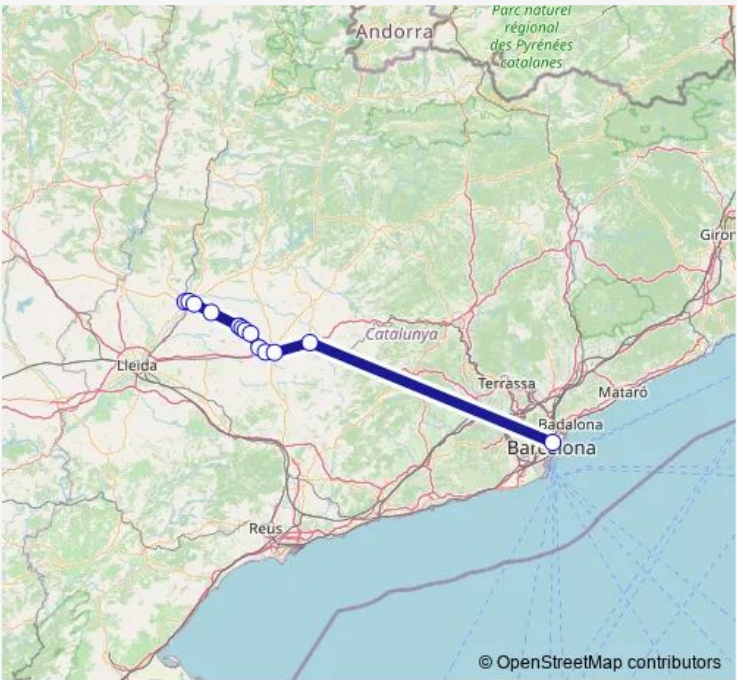 Parc naturel
régional
des Pyrénées
catalanes
Andorra
Giron
Catalunya
Lleida
Terrassa
Mataró
Badalona
Barcelona
Reus
© OpenStreetMap contributors